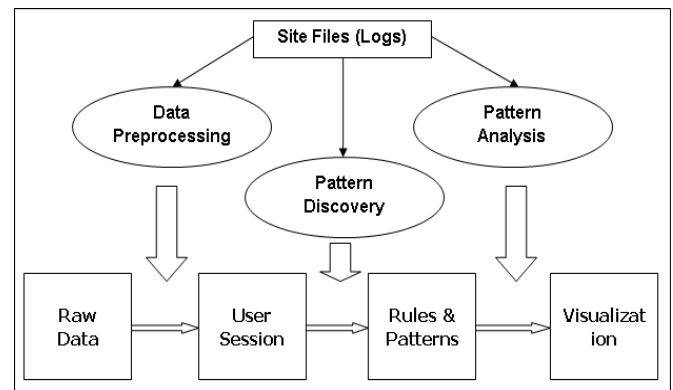 Site Files (Logs)
Data
Preprocessing
Pattern
Analysis
Pattern
Discovery
Raw
Data
User
Session
Rules &
Patterns
Visualizat
ion